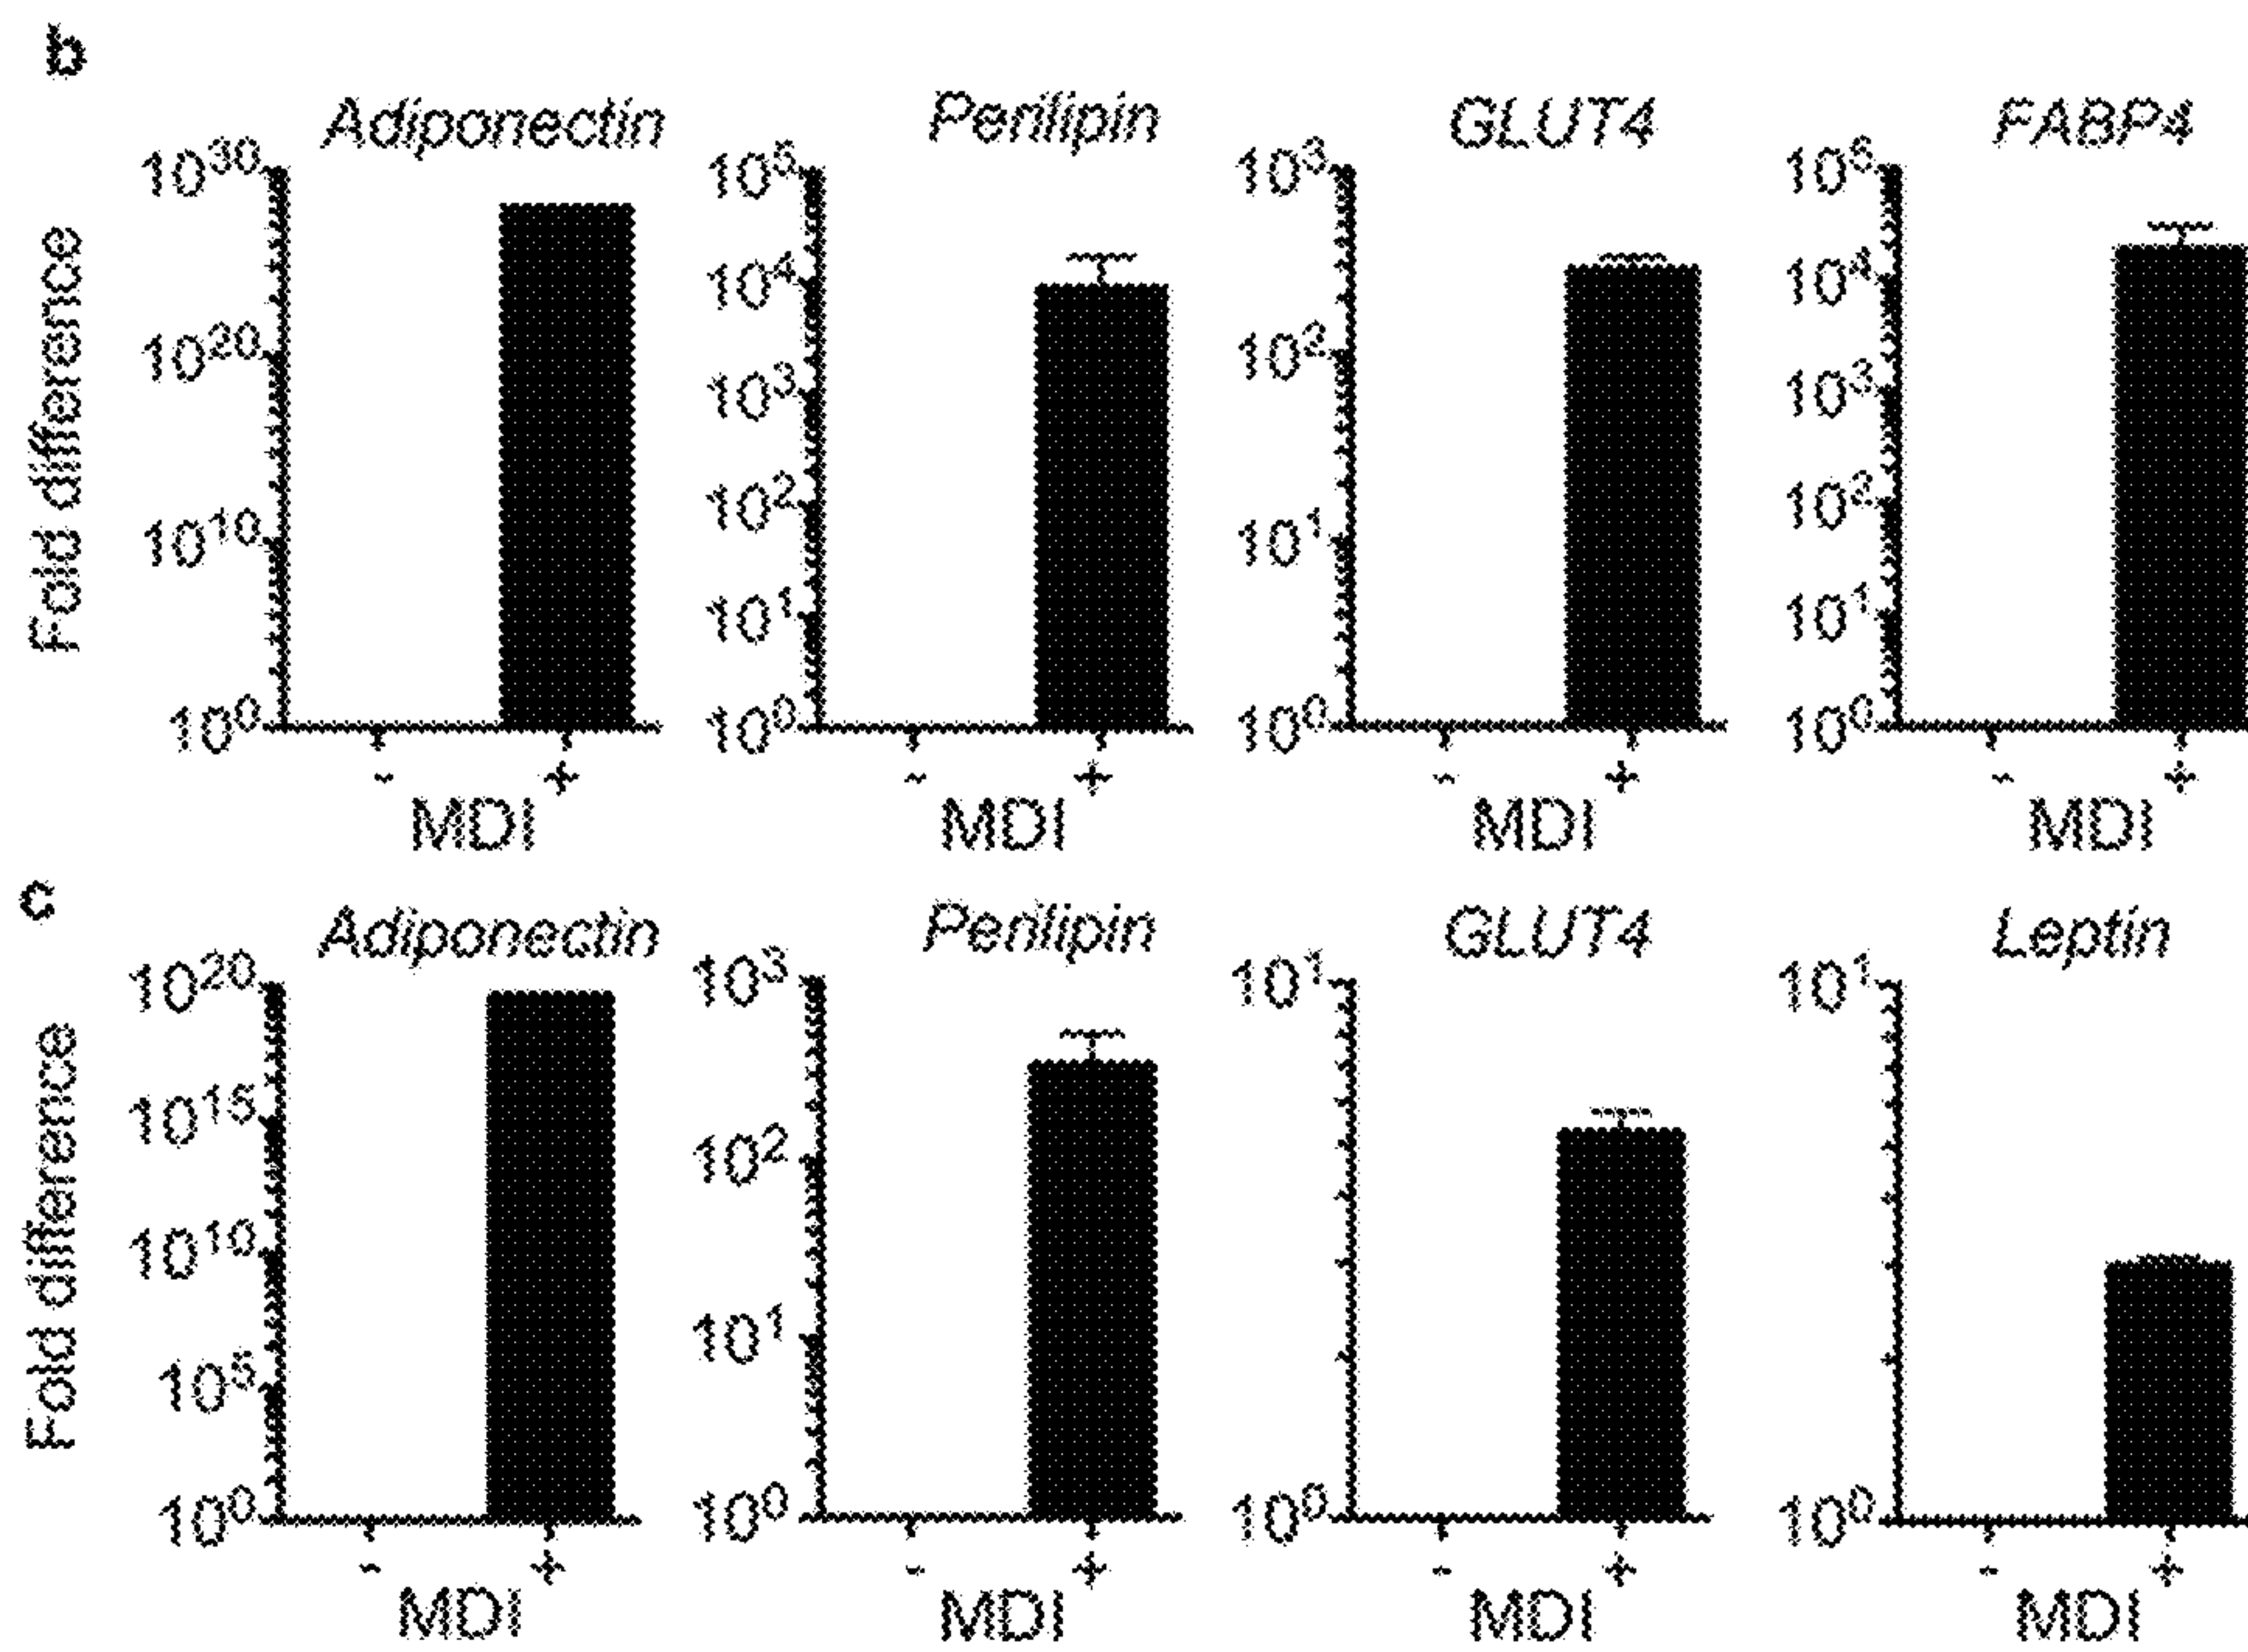 b
Adiponectin Perilipin GLUT4 FABP4
Fold difference
10^30 10^5 10^3 10^5
10^4 10^4
10^20 10^2
10^3 10^3
10^10 10^1 10^2 10^2
10^1 10^1
10^0 10^0 10^0 10^0
- + - + - + - +
MDI MDI MDI MDI
c
Adiponectin Perilipin GLUT4 Leptin
Fold difference
10^20 10^3 10^1 10^1
10^15 10^2
10^10
10^5 10^1
10^0 10^0 10^0 10^0
- + - + - + - +
MDI MDI MDI MDI